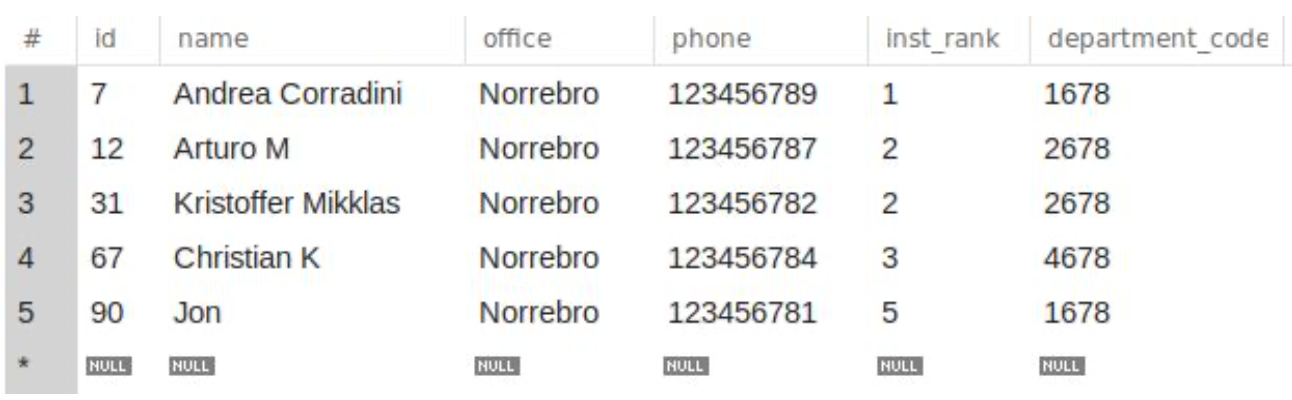 # id name office phone inst_rank department_code
1 7 Andrea Corradini Norrebro 123456789 1 1678
2 12 Arturo M Norrebro 123456787 2 2678
3 31 Kristoffer Mikklas Norrebro 123456782 2 2678
4 67 Christian K Norrebro 123456784 3 4678
5 90 Jon Norrebro 123456781 5 1678
* NULL NULL NULL NULL NULL NULL